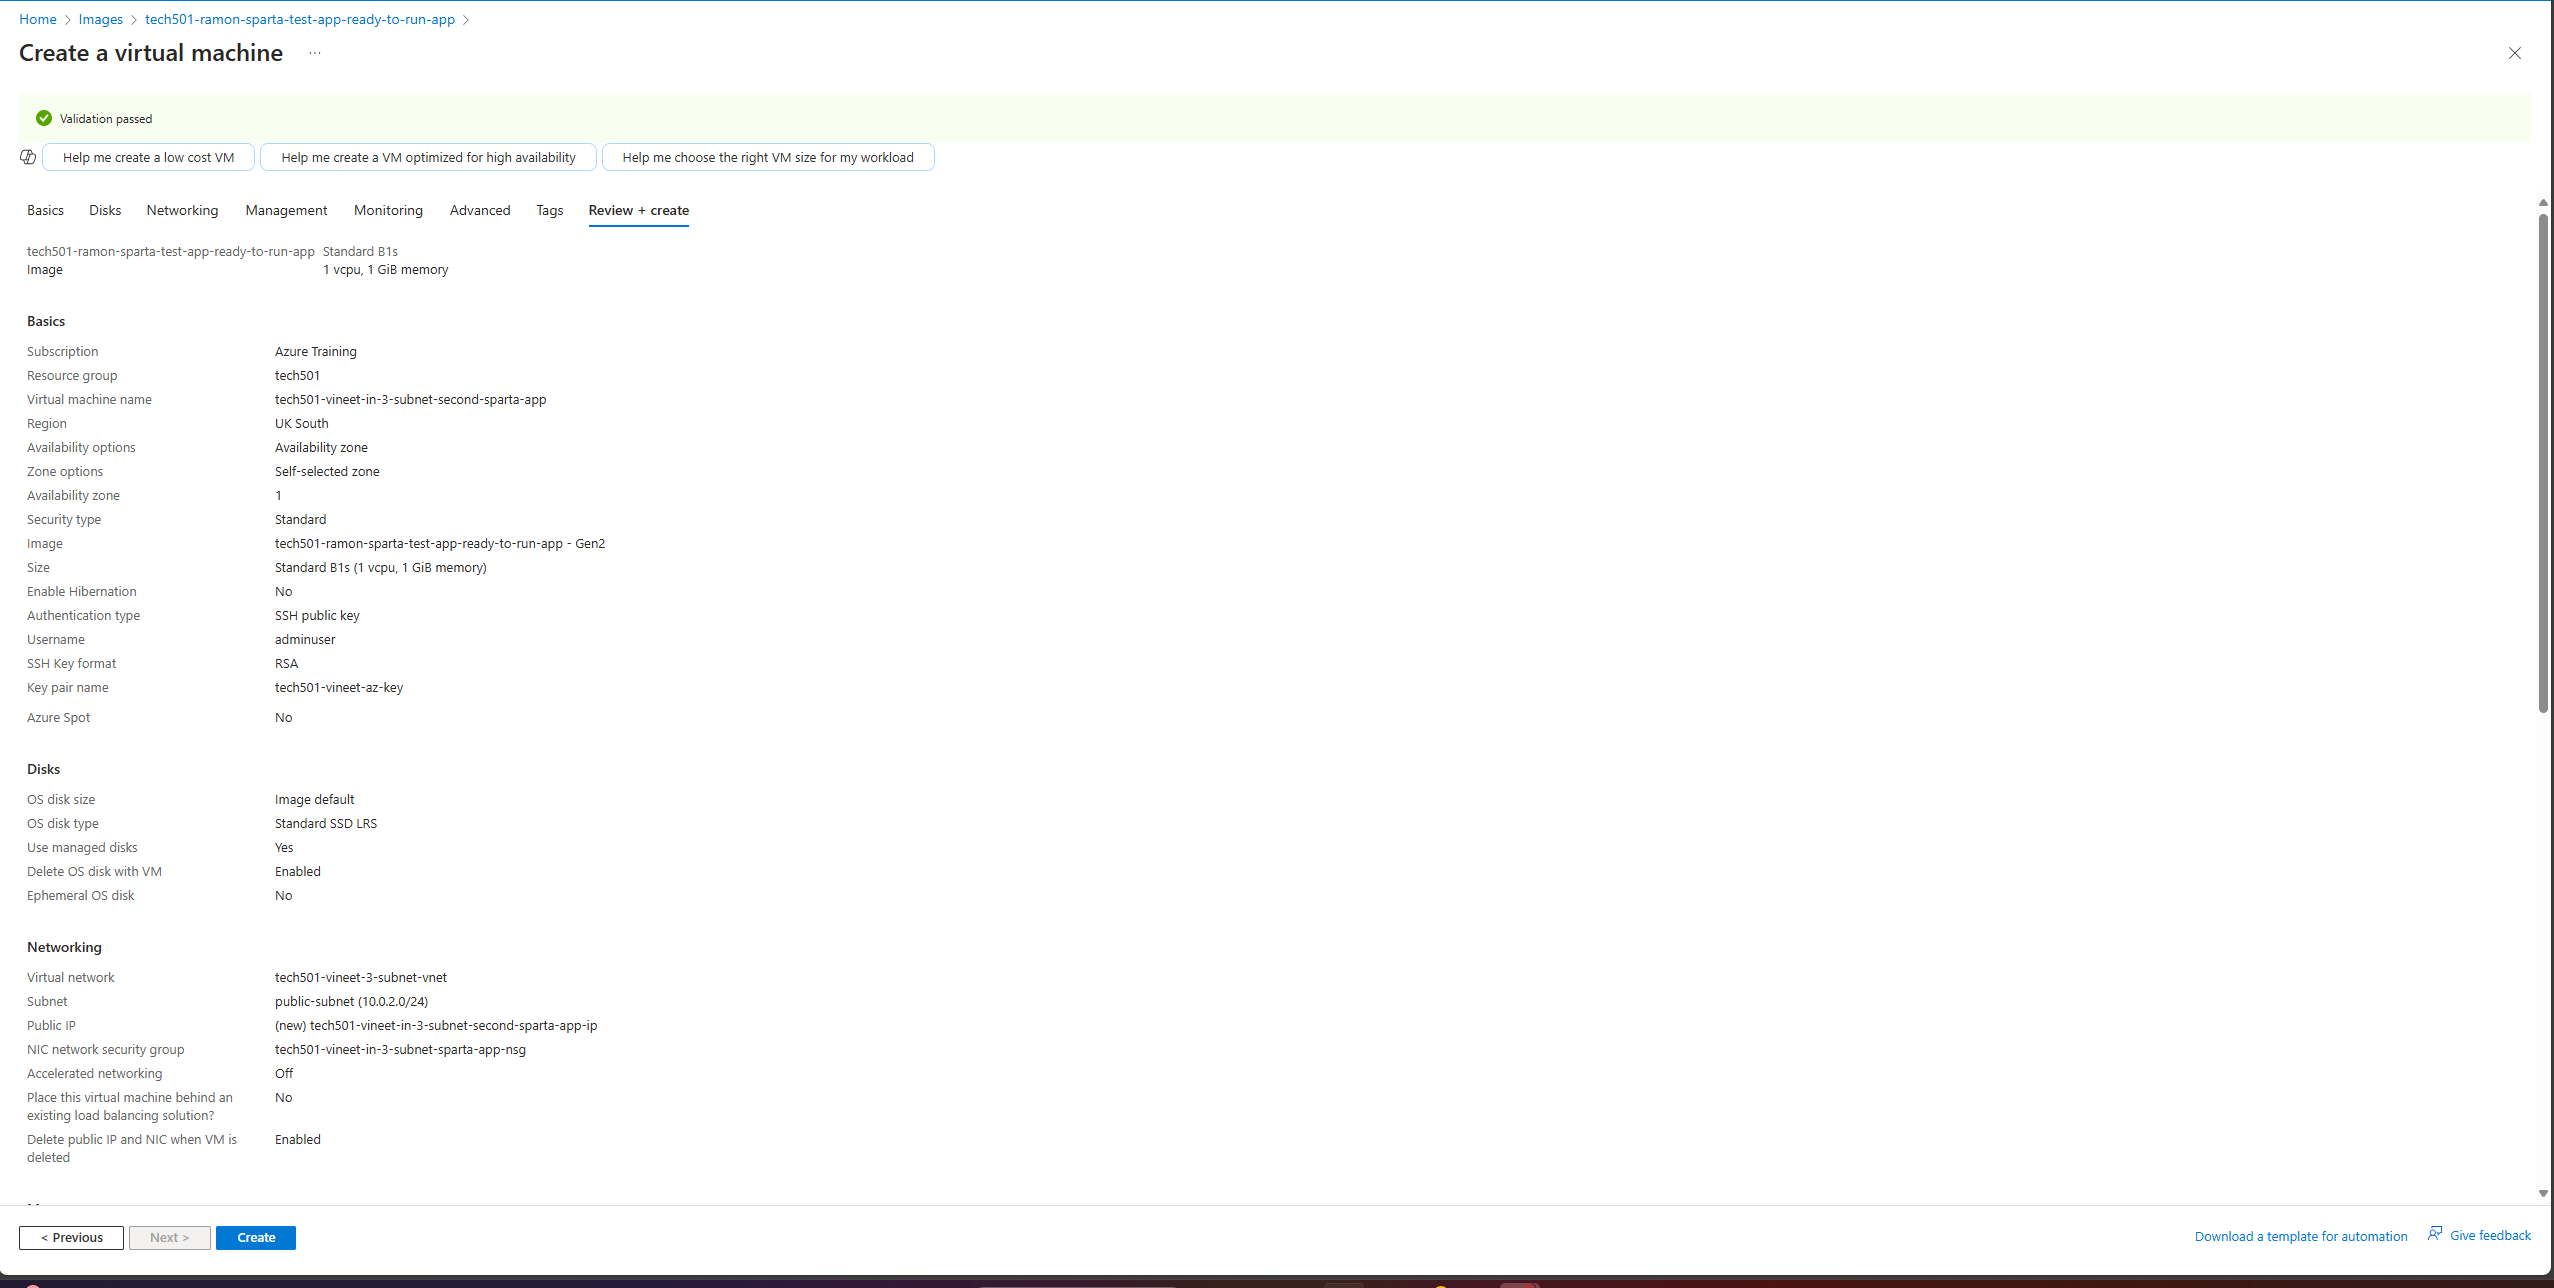 Home > Images > tech501-ramon-sparta-test-app-ready-to-run-app >
Create a virtual machine ...
Validation passed
Help me create a low cost VM Help me create a VM optimized for high availability Help me choose the right VM size for my workload
Basics Disks Networking Management Monitoring Advanced Tags Review + create
tech501-ramon-sparta-test-app-ready-to-run-app Standard B1s
Image 1 vcpu, 1 GiB memory
Basics
Subscription Azure Training
Resource group tech501
Virtual machine name tech501-vineet-in-3-subnet-second-sparta-app
Region UK South
Availability options Availability zone
Zone options Self-selected zone
Availability zone 1
Security type Standard
Image tech501-ramon-sparta-test-app-ready-to-run-app - Gen2
Size Standard B1s (1 vcpu, 1 GiB memory)
Enable Hibernation No
Authentication type SSH public key
Username adminuser
SSH Key format RSA
Key pair name tech501-vineet-az-key
Azure Spot No
Disks
OS disk size Image default
OS disk type Standard SSD LRS
Use managed disks Yes
Delete OS disk with VM Enabled
Ephemeral OS disk No
Networking
Virtual network tech501-vineet-3-subnet-vnet
Subnet public-subnet (10.0.2.0/24)
Public IP (new) tech501-vineet-in-3-subnet-second-sparta-app-ip
NIC network security group tech501-vineet-in-3-subnet-sparta-app-nsg
Accelerated networking Off
Place this virtual machine behind an No
existing load balancing solution?
Delete public IP and NIC when VM is Enabled
deleted
< Previous Next > Create Download a template for automation Give feedback